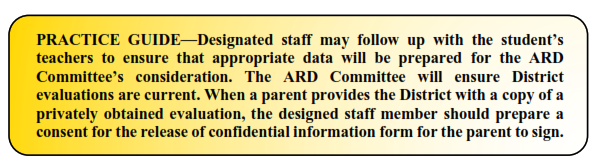 PRACTICE GUIDE—Designated staff may follow up with the student's
teachers to ensure that appropriate data will be prepared for the ARD
Committee's consideration. The ARD Committee will ensure District
evaluations are current. When a parent provides the District with a copy of a
privately obtained evaluation, the designed staff member should prepare a
consent for the release of confidential information form for the parent to sign.